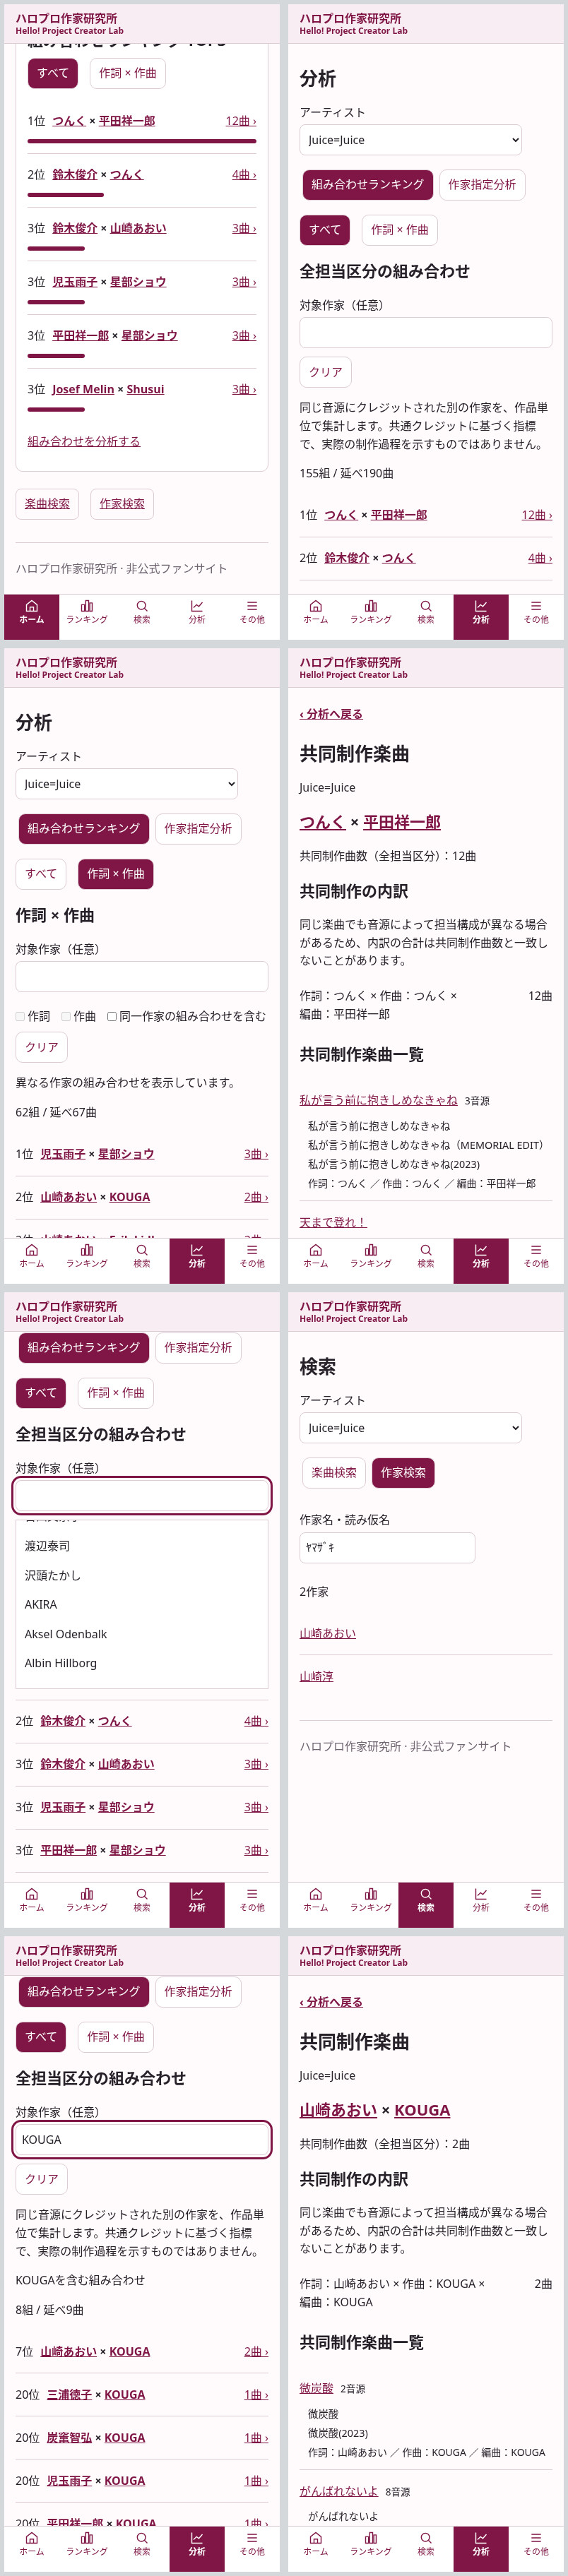 ハロプロ作家研究所
Hello! Project Creator Lab
すべて
作詞 × 作曲
1位 つんく × 平田祥一郎 12曲 ›
2位 鈴木俊介 × つんく 4曲 ›
3位 鈴木俊介 × 山崎あおい 3曲 ›
3位 児玉雨子 × 星部ショウ 3曲 ›
3位 平田祥一郎 × 星部ショウ 3曲 ›
3位 Josef Melin × Shusui 3曲 ›
組み合わせを分析する
楽曲検索
作家検索
ハロプロ作家研究所 · 非公式ファンサイト
ホーム
ランキング
検索
分析
その他
ハロプロ作家研究所
Hello! Project Creator Lab
分析
アーティスト
Juice=Juice
組み合わせランキング
作家指定分析
すべて
作詞 × 作曲
全担当区分の組み合わせ
対象作家（任意）
クリア
同じ音源にクレジットされた別の作家を、作品単
位で集計します。共通クレジットに基づく指標
で、実際の制作過程を示すものではありません。
155組 / 延べ190曲
1位 つんく × 平田祥一郎 12曲 ›
2位 鈴木俊介 × つんく 4曲 ›
ホーム
ランキング
検索
分析
その他
ハロプロ作家研究所
Hello! Project Creator Lab
分析
アーティスト
Juice=Juice
組み合わせランキング
作家指定分析
すべて
作詞 × 作曲
作詞 × 作曲
対象作家（任意）
作詞
作曲
同一作家の組み合わせを含む
クリア
異なる作家の組み合わせを表示しています。
62組 / 延べ67曲
1位 児玉雨子 × 星部ショウ 3曲 ›
2位 山崎あおい × KOUGA 2曲 ›
ホーム
ランキング
検索
分析
その他
ハロプロ作家研究所
Hello! Project Creator Lab
‹ 分析へ戻る
共同制作楽曲
Juice=Juice
つんく × 平田祥一郎
共同制作曲数（全担当区分）：12曲
共同制作の内訳
同じ楽曲でも音源によって担当構成が異なる場合
があるため、内訳の合計は共同制作曲数と一致し
ないことがあります。
作詞：つんく × 作曲：つんく × 12曲
編曲：平田祥一郎
共同制作楽曲一覧
私が言う前に抱きしめなきゃね 3音源
私が言う前に抱きしめなきゃね
私が言う前に抱きしめなきゃね（MEMORIAL EDIT）
私が言う前に抱きしめなきゃね(2023)
作詞：つんく ／ 作曲：つんく ／ 編曲：平田祥一郎
天まで登れ！
ホーム
ランキング
検索
分析
その他
ハロプロ作家研究所
Hello! Project Creator Lab
組み合わせランキング
作家指定分析
すべて
作詞 × 作曲
全担当区分の組み合わせ
対象作家（任意）
渡辺泰司
沢頭たかし
AKIRA
Aksel Odenbalk
Albin Hillborg
2位 鈴木俊介 × つんく 4曲 ›
3位 鈴木俊介 × 山崎あおい 3曲 ›
3位 児玉雨子 × 星部ショウ 3曲 ›
3位 平田祥一郎 × 星部ショウ 3曲 ›
ホーム
ランキング
検索
分析
その他
ハロプロ作家研究所
Hello! Project Creator Lab
検索
アーティスト
Juice=Juice
楽曲検索
作家検索
作家名・読み仮名
ﾔﾏｻﾞｷ
2作家
山崎あおい
山崎淳
ハロプロ作家研究所 · 非公式ファンサイト
ホーム
ランキング
検索
分析
その他
ハロプロ作家研究所
Hello! Project Creator Lab
組み合わせランキング
作家指定分析
すべて
作詞 × 作曲
全担当区分の組み合わせ
対象作家（任意）
KOUGA
クリア
同じ音源にクレジットされた別の作家を、作品単
位で集計します。共通クレジットに基づく指標
で、実際の制作過程を示すものではありません。
KOUGAを含む組み合わせ
8組 / 延べ9曲
7位 山崎あおい × KOUGA 2曲 ›
20位 三浦徳子 × KOUGA 1曲 ›
20位 炭竃智弘 × KOUGA 1曲 ›
20位 児玉雨子 × KOUGA 1曲 ›
20位 平田祥一郎 × KOUGA 1曲 ›
ホーム
ランキング
検索
分析
その他
ハロプロ作家研究所
Hello! Project Creator Lab
‹ 分析へ戻る
共同制作楽曲
Juice=Juice
山崎あおい × KOUGA
共同制作曲数（全担当区分）：2曲
共同制作の内訳
同じ楽曲でも音源によって担当構成が異なる場合
があるため、内訳の合計は共同制作曲数と一致し
ないことがあります。
作詞：山崎あおい × 作曲：KOUGA × 2曲
編曲：KOUGA
共同制作楽曲一覧
微炭酸 2音源
微炭酸
微炭酸(2023)
作詞：山崎あおい ／ 作曲：KOUGA ／ 編曲：KOUGA
がんばれないよ 8音源
がんばれないよ
ホーム
ランキング
検索
分析
その他